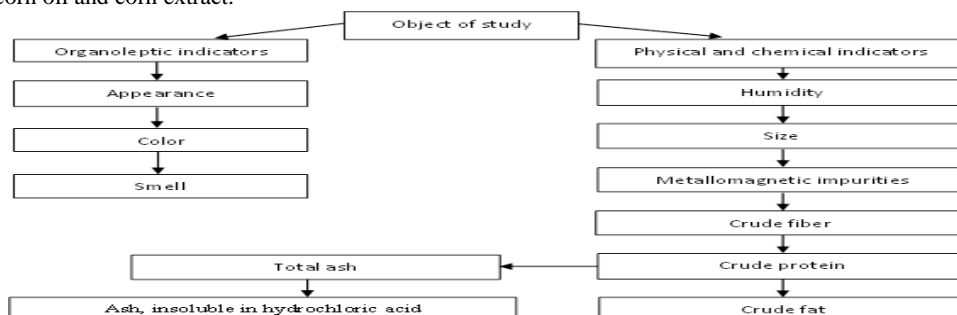 corn oil and corn extract.
Object of study
Organoleptic indicators
Physical and chemical indicators
Appearance
Humidity
Color
Size
Smell
Metallomagnetic impurities
Crude fiber
Total ash
Crude protein
Ash, insoluble in hydrochloric acid
Crude fat